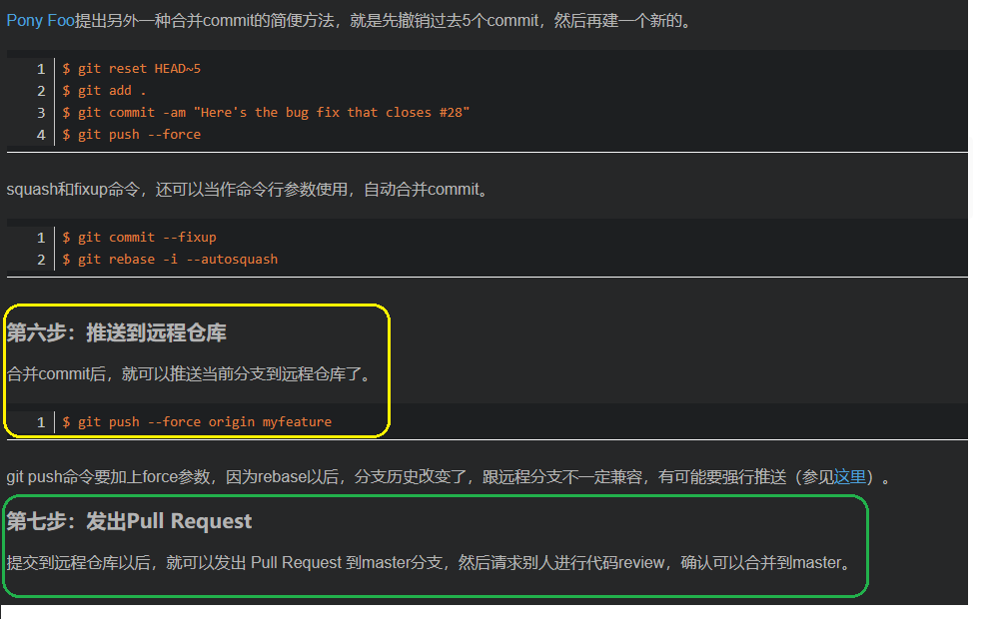 Pony Foo提出另外一种合并commit的简便方法，就是先撤销过去5个commit，然后再建一个新的。
1 $ git reset HEAD~5
2 $ git add .
3 $ git commit -am "Here's the bug fix that closes #28"
4 $ git push --force
squash和fixup命令，还可以当作命令行参数使用，自动合并commit。
1 $ git commit --fixup
2 $ git rebase -i --autosquash
第六步：推送到远程仓库
合并commit后，就可以推送当前分支到远程仓库了。
1 $ git push --force origin myfeature
git push命令要加上force参数，因为rebase以后，分支历史改变了，跟远程分支不一定兼容，有可能要强行推送（参见这里）。
第七步：发出Pull Request
提交到远程仓库以后，就可以发出 Pull Request 到master分支，然后请求别人进行代码review，确认可以合并到master。